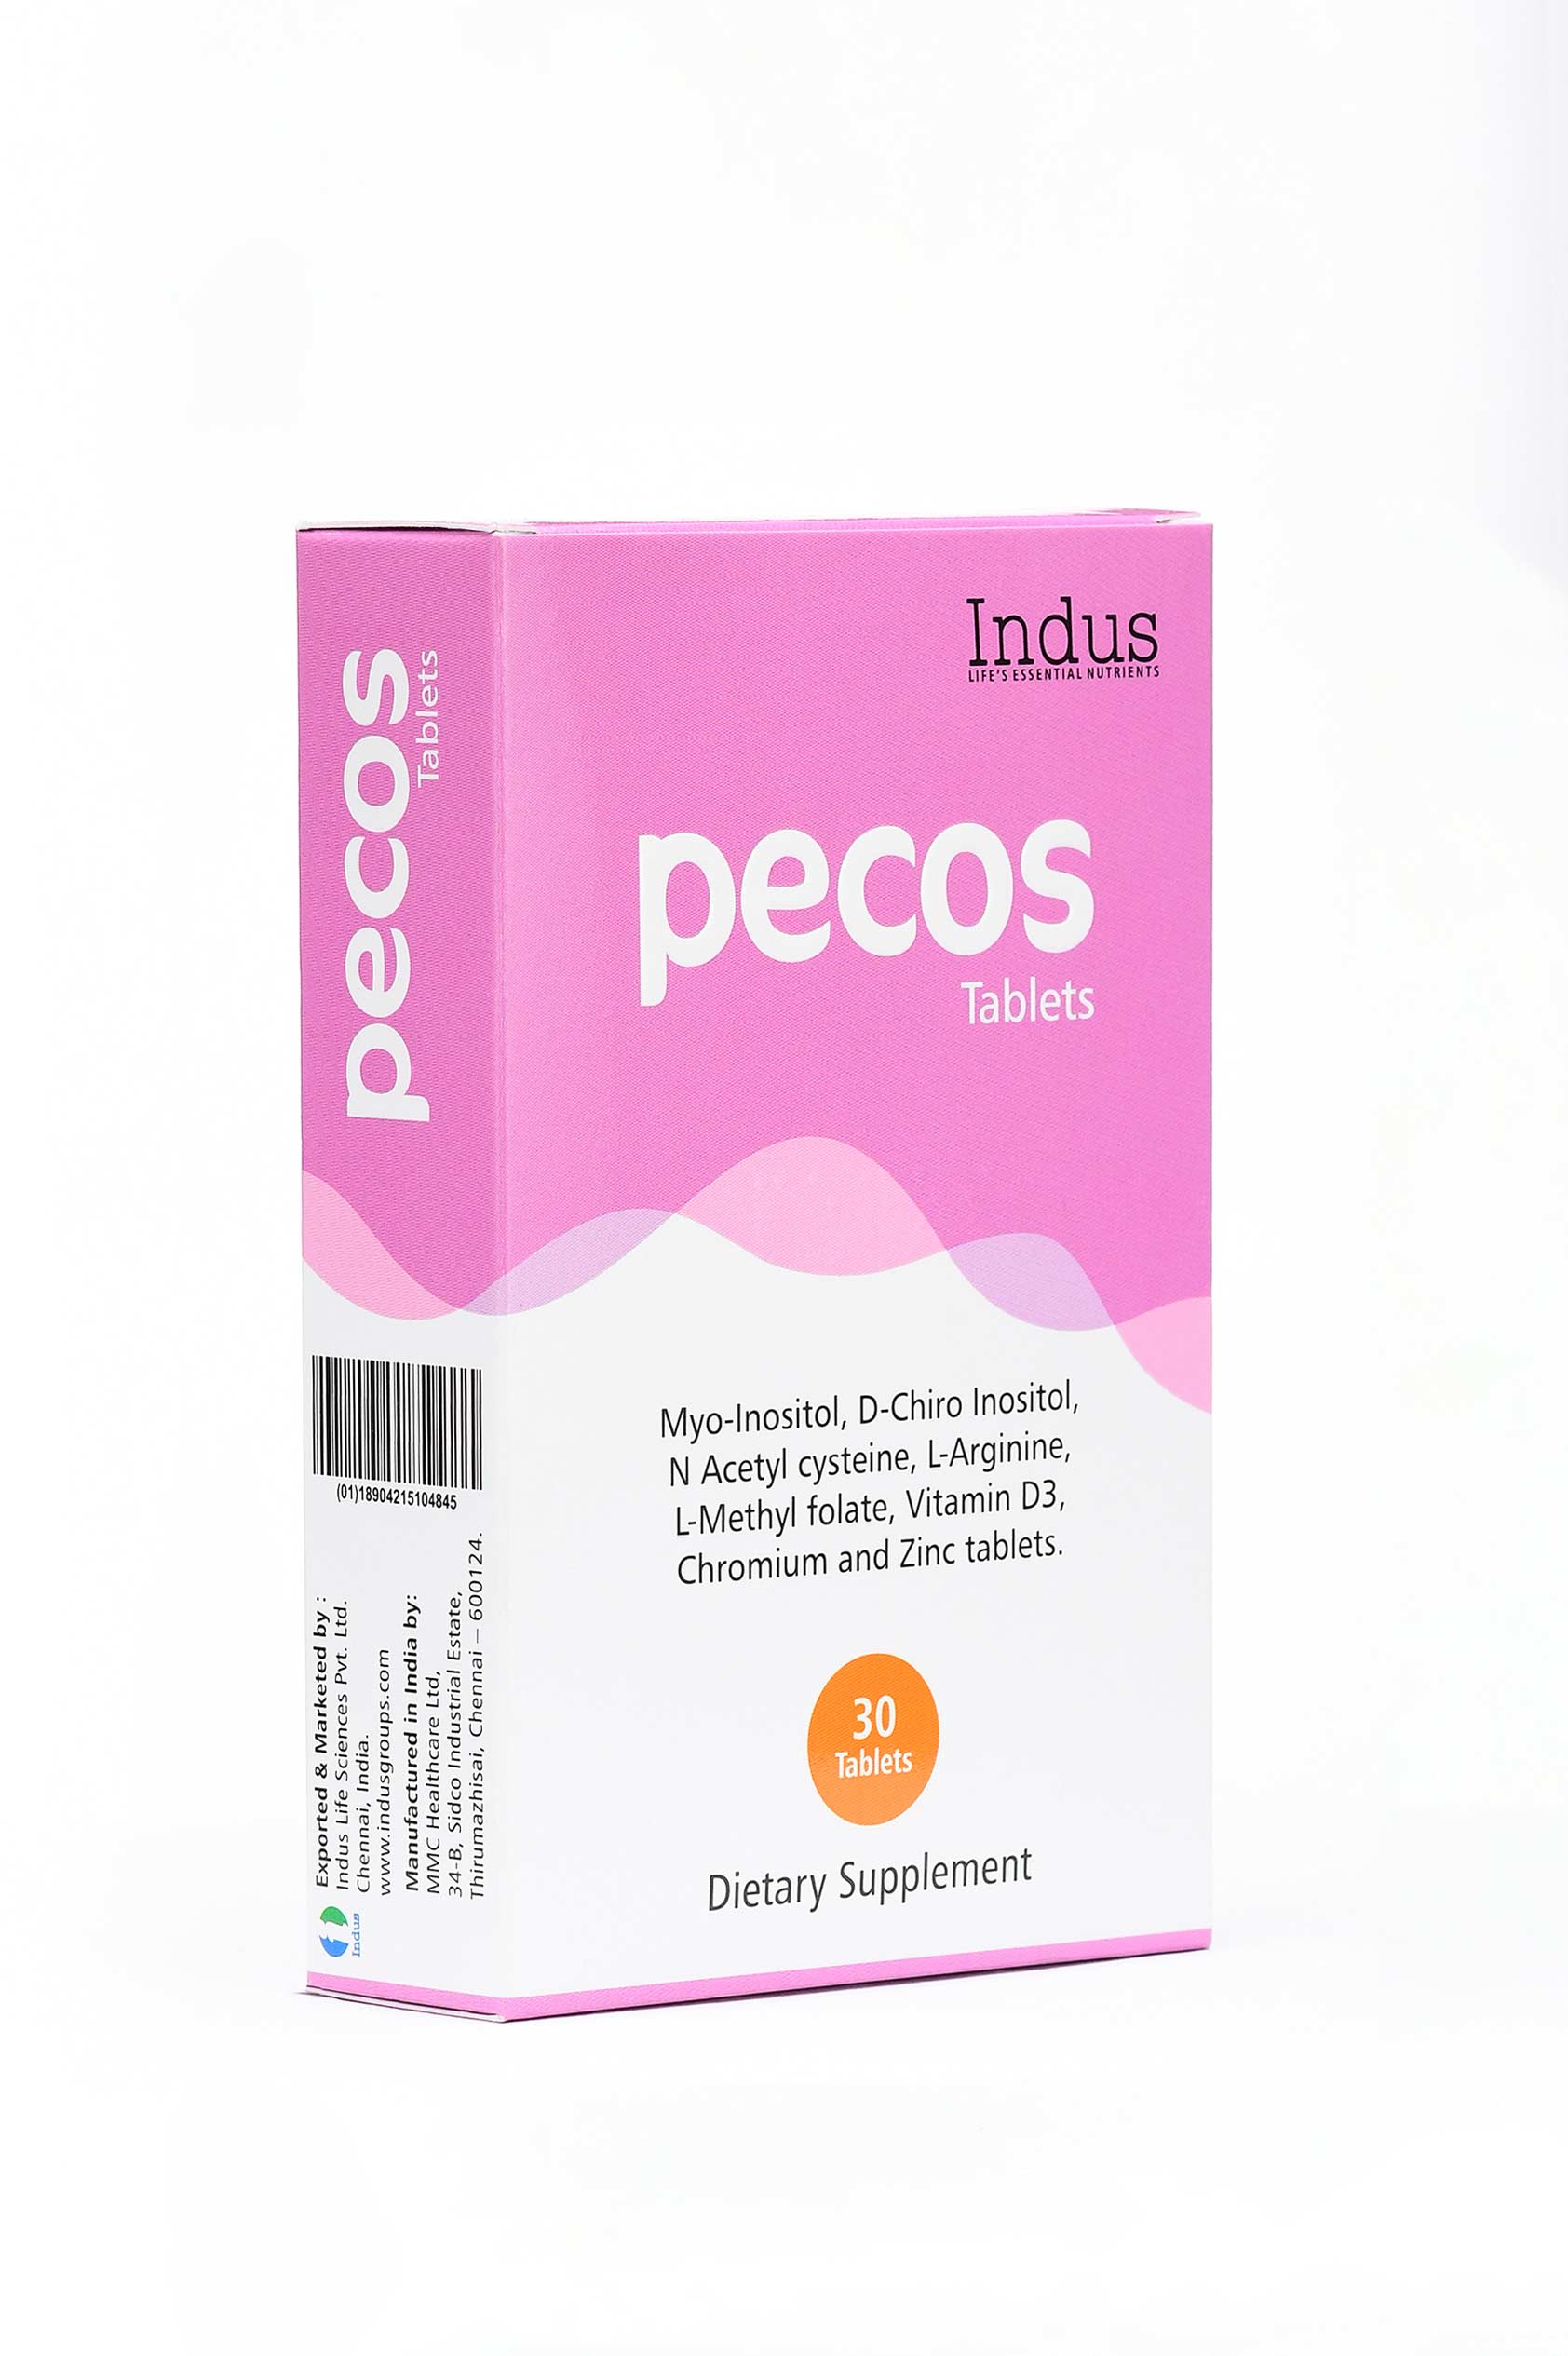 Indus
LIFE'S ESSENTIAL NUTRIENTS
pecos
Tablets
Myo-Inositol, D-Chiro Inositol,
N Acetyl cysteine, L-Arginine,
L-Methyl folate, Vitamin D3,
Chromium and Zinc tablets.
30
Tablets
Dietary Supplement
pecos
Tablets
(01)18904215104845
Exported & Marketed by :
Indus Life Sciences Pvt. Ltd.
Chennai, India.
www.indusgroups.com
Manufactured in India by:
MMC Healthcare Ltd,
34-B, Sidco Industrial Estate,
Thirumazhisai, Chennai – 600124.
Indus